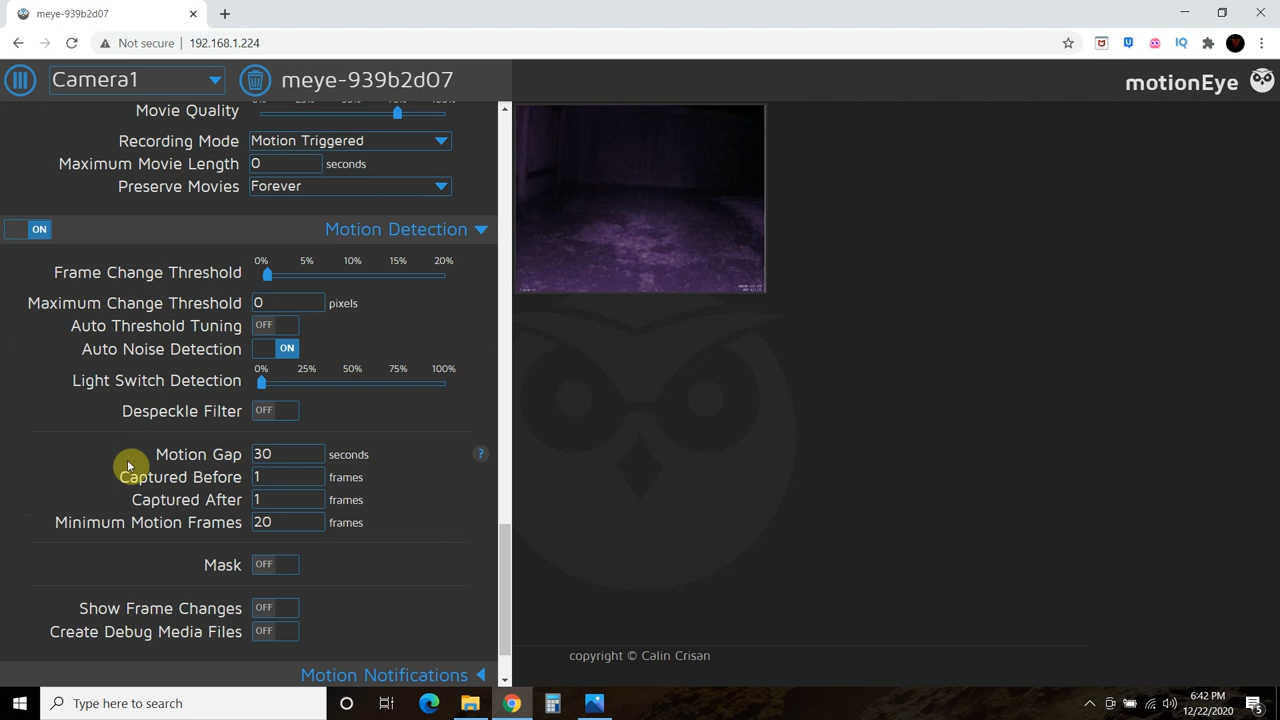 meye-939b2d07
Not secure 192.168.1.224
Camera1 meye-939b2d07
motionEye
Movie Quality
Recording Mode Motion Triggered
Maximum Movie Length 0 seconds
Preserve Movies Forever
ON Motion Detection
0% 5% 10% 15% 20%
Frame Change Threshold
Maximum Change Threshold 0 pixels
Auto Threshold Tuning OFF
Auto Noise Detection ON
0% 25% 50% 75% 100%
Light Switch Detection
Despeckle Filter OFF
Motion Gap 30 seconds ?
Captured Before 1 frames
Captured After 1 frames
Minimum Motion Frames 20 frames
Mask OFF
Show Frame Changes OFF
Create Debug Media Files OFF
copyright © Calin Crisan
Motion Notifications
Type here to search
6:42 PM
12/22/2020
5